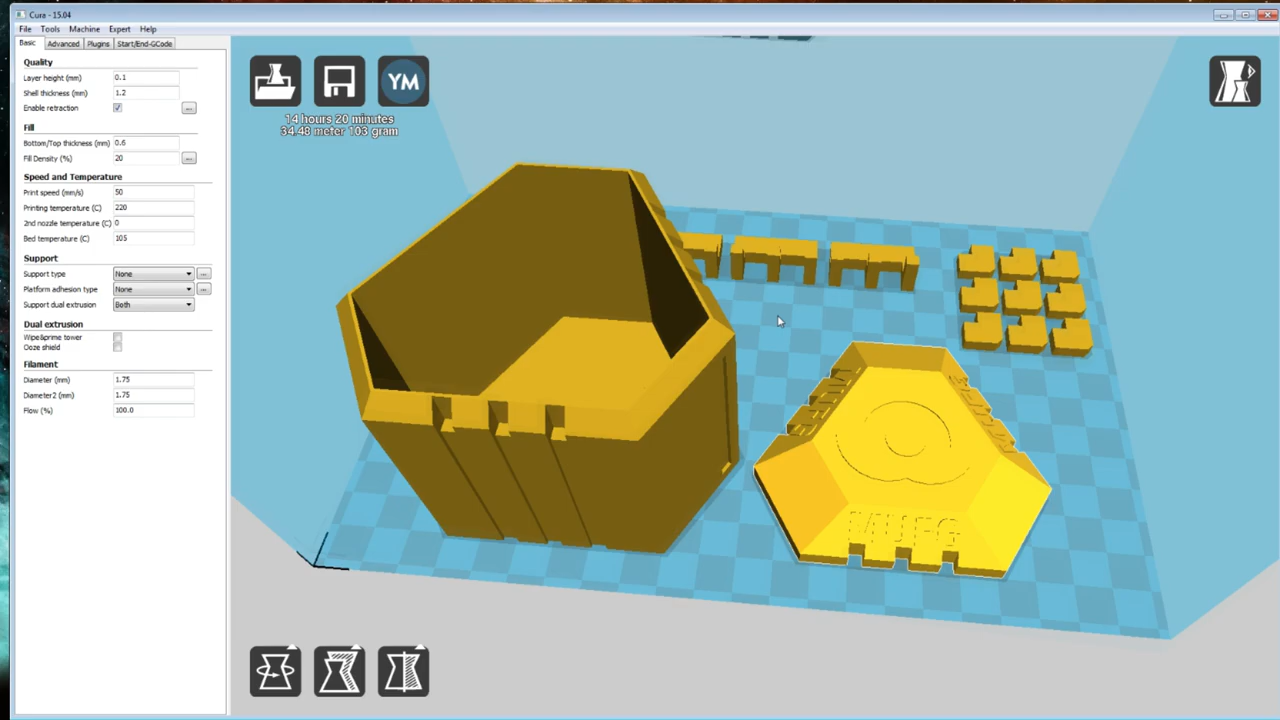 Cura - 15.04
File Tools Machine Expert Help
Basic Advanced Plugins Start/End-GCode
Quality
Layer height (mm) 0.1
Shell thickness (mm) 1.2
Enable retraction ...
Fill
Bottom/Top thickness (mm) 0.6
Fill Density (%) 20 ...
Speed and Temperature
Print speed (mm/s) 50
Printing temperature (C) 220
2nd nozzle temperature (C) 0
Bed temperature (C) 105
Support
Support type None ...
Platform adhesion type None ...
Support dual extrusion Both
Dual extrusion
Wipe&prime tower
Ooze shield
Filament
Diameter (mm) 1.75
Diameter2 (mm) 1.75
Flow (%) 100.0
YM
14 hours 20 minutes
34.48 meter 103 gram